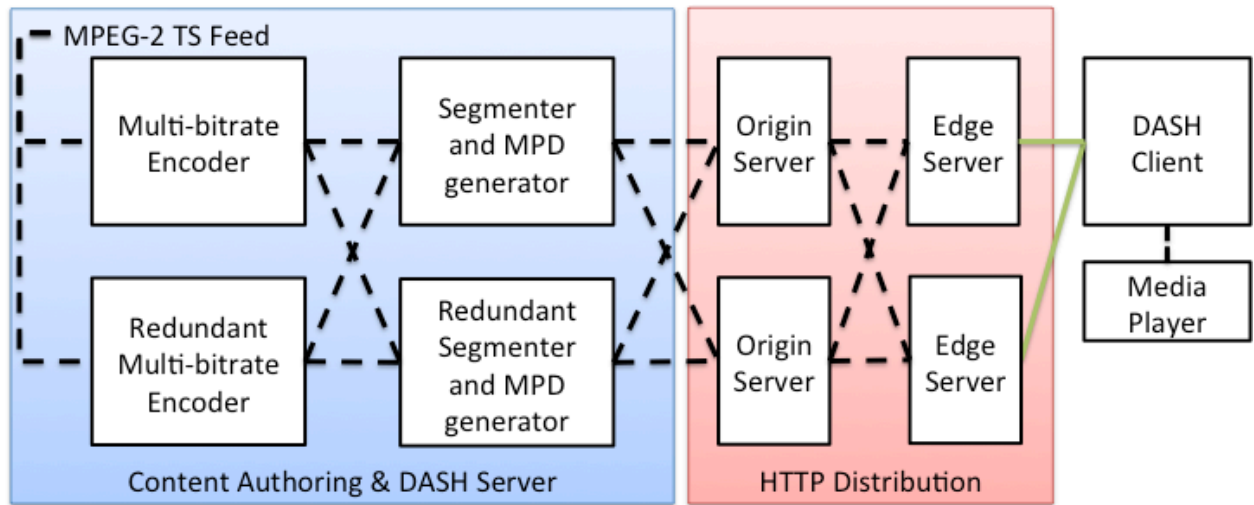 MPEG-2 TS Feed
Multi-bitrate
Encoder
Segmenter
and MPD
generator
Origin
Server
Edge
Server
DASH
Client
Redundant
Multi-bitrate
Encoder
Redundant
Segmenter
and MPD
generator
Origin
Server
Edge
Server
Media
Player
Content Authoring & DASH Server
HTTP Distribution